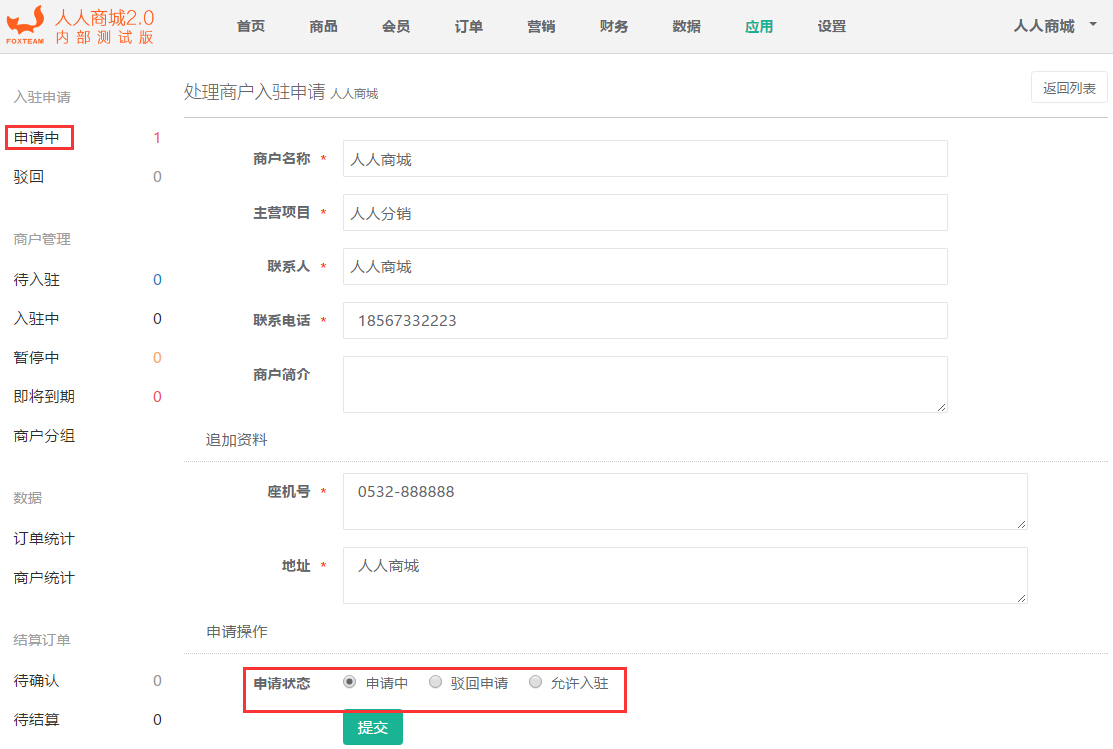 人人商城2.0
内部测试版
FOXTEAM
首页 商品 会员 订单 营销 财务 数据 应用 设置 人人商城
入驻申请
申请中 1
驳回 0
商户管理
待入驻 0
入驻中 0
暂停中 0
即将到期 0
商户分组
数据
订单统计
商户统计
结算订单
待确认 0
待结算 0
处理商户入驻申请 人人商城 返回列表
商户名称 * 人人商城
主营项目 * 人人分销
联系人 * 人人商城
联系电话 * 18567332223
商户简介
追加资料
座机号 * 0532-888888
地址 * 人人商城
申请操作
申请状态 申请中 驳回申请 允许入驻
提交